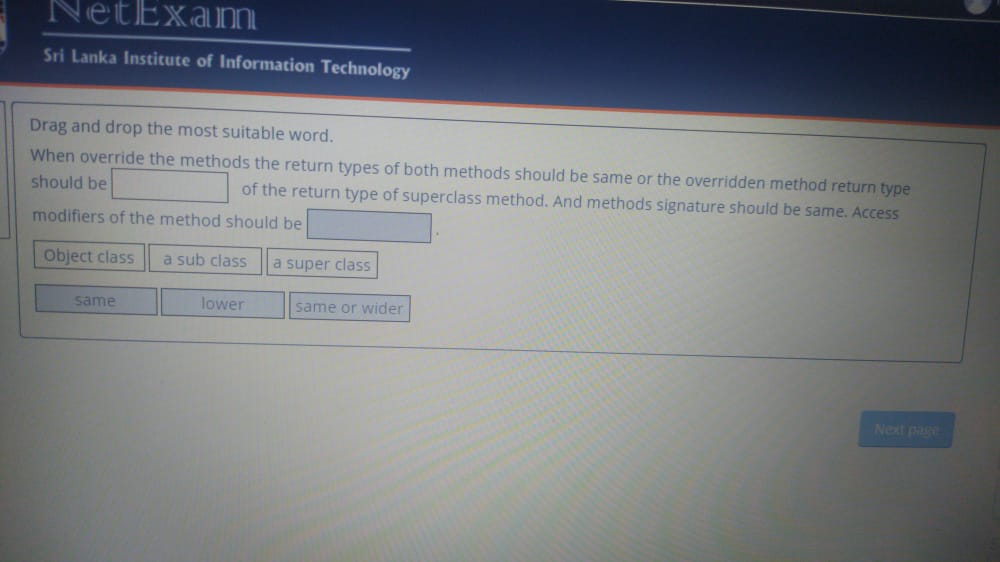 NetExam
Sri Lanka Institute of Information Technology
Drag and drop the most suitable word.
When override the methods the return types of both methods should be same or the overridden method return type
should be of the return type of superclass method. And methods signature should be same. Access
modifiers of the method should be .
Object class a sub class a super class
same lower same or wider
Next page